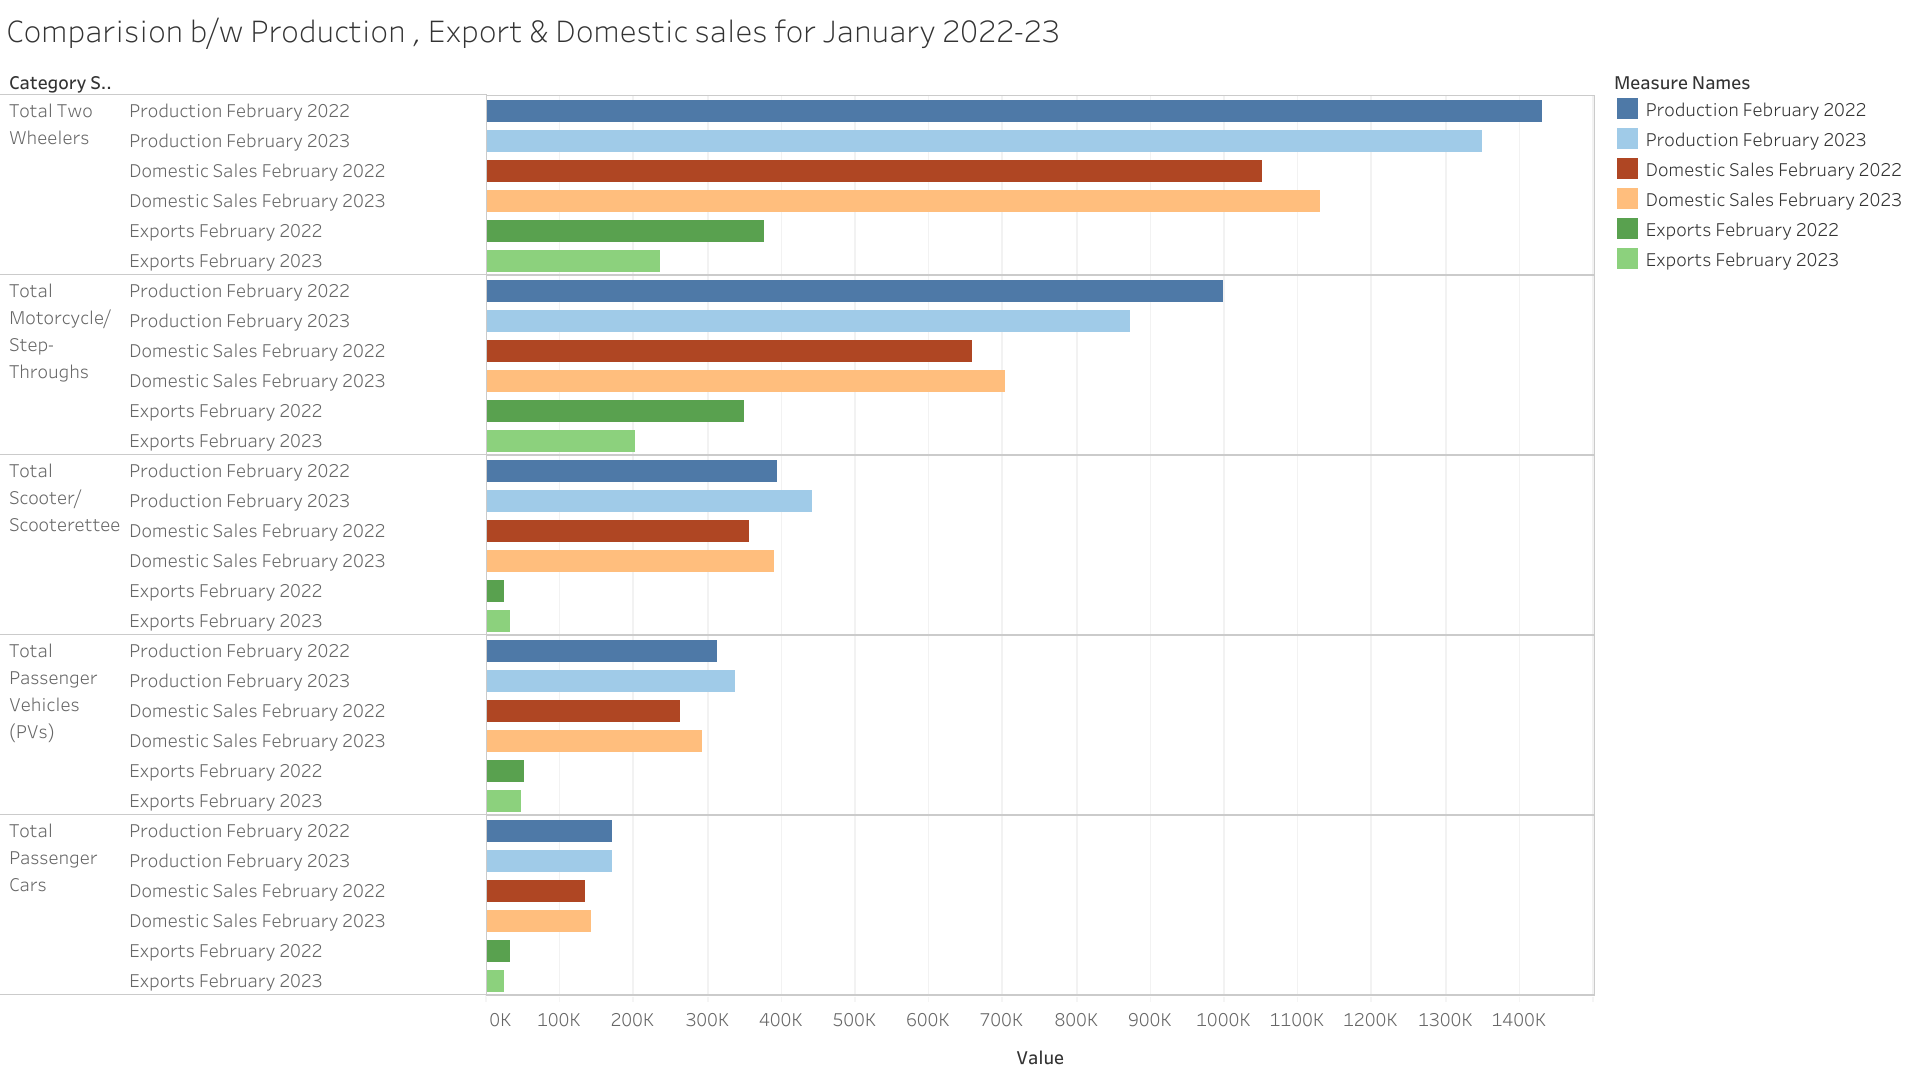 Comparision b/w Production , Export & Domestic sales for January 2022-23
Category S..
Total Two
Wheelers
Production February 2022
Production February 2023
Domestic Sales February 2022
Domestic Sales February 2023
Exports February 2022
Exports February 2023
Total
Motorcycle/
Step-
Throughs
Production February 2022
Production February 2023
Domestic Sales February 2022
Domestic Sales February 2023
Exports February 2022
Exports February 2023
Total
Scooter/
Scooterettee
Production February 2022
Production February 2023
Domestic Sales February 2022
Domestic Sales February 2023
Exports February 2022
Exports February 2023
Total
Passenger
Vehicles
(PVs)
Production February 2022
Production February 2023
Domestic Sales February 2022
Domestic Sales February 2023
Exports February 2022
Exports February 2023
Total
Passenger
Cars
Production February 2022
Production February 2023
Domestic Sales February 2022
Domestic Sales February 2023
Exports February 2022
Exports February 2023
0K 100K 200K 300K 400K 500K 600K 700K 800K 900K 1000K 1100K 1200K 1300K 1400K
Value
Measure Names
Production February 2022
Production February 2023
Domestic Sales February 2022
Domestic Sales February 2023
Exports February 2022
Exports February 2023